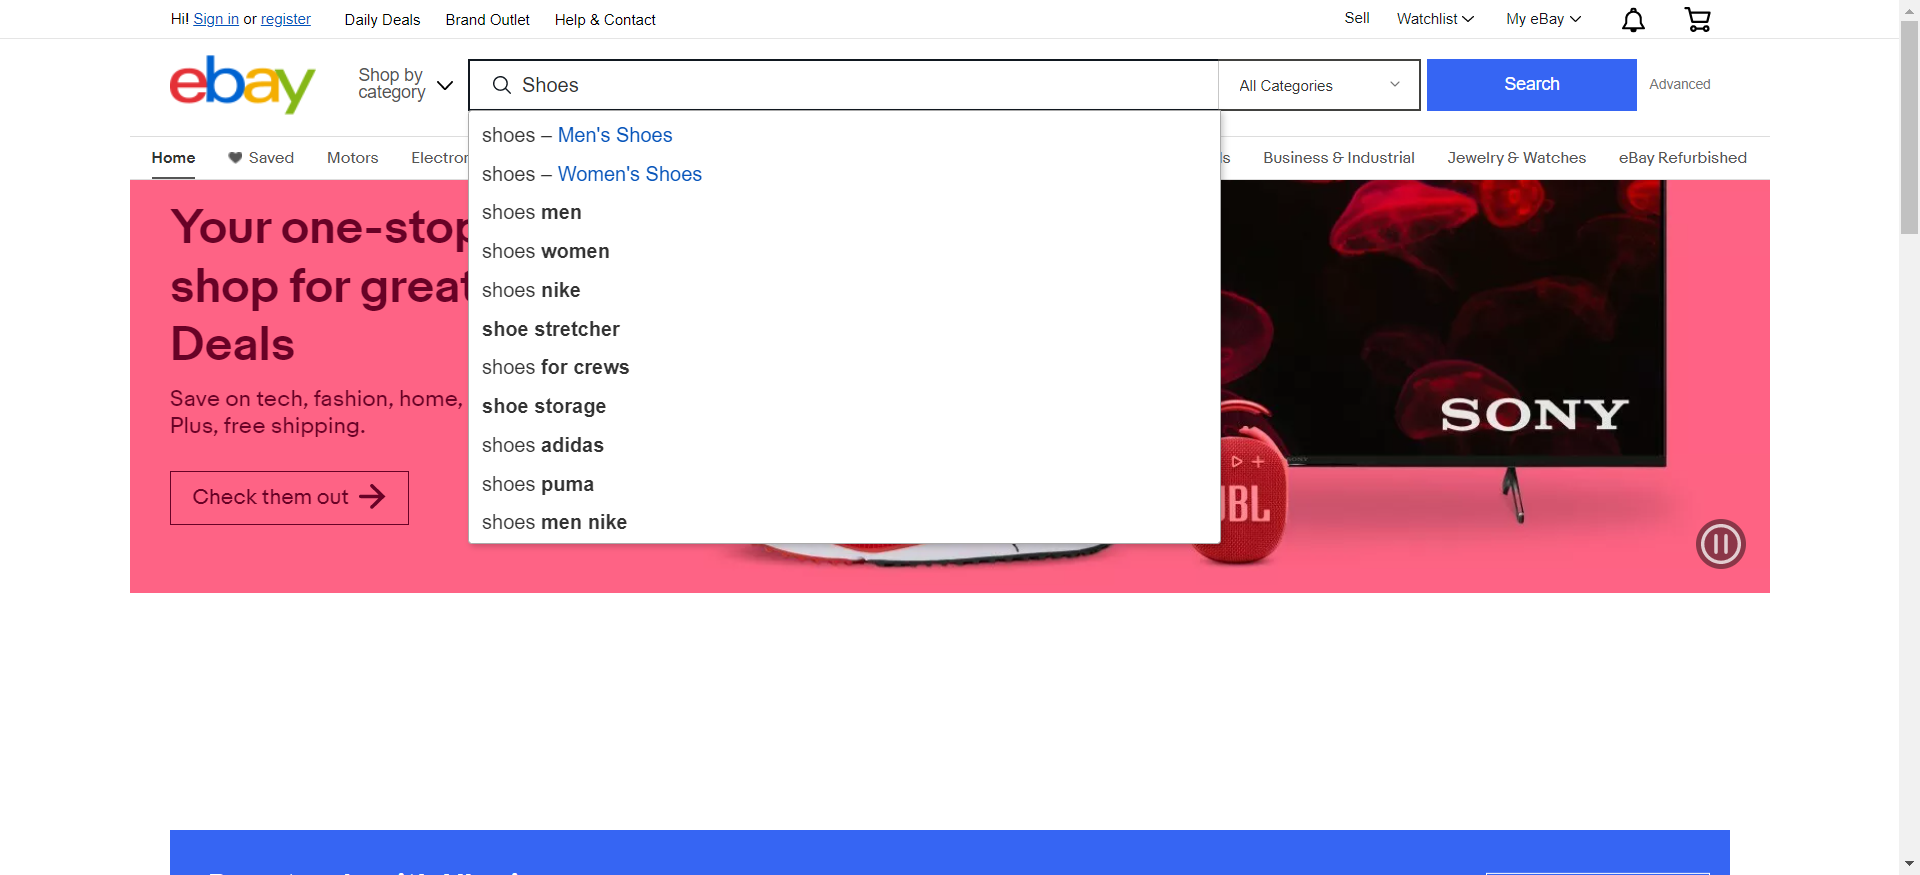 Hi! Sign in or register
Daily Deals
Brand Outlet
Help & Contact
Sell
Watchlist
My eBay
ebay
Shop by
category
Shoes
All Categories
Search
Advanced
Home
Saved
Motors
Business & Industrial
Jewelry & Watches
eBay Refurbished
shoes – Men's Shoes
shoes – Women's Shoes
shoes men
shoes women
shoes nike
shoe stretcher
shoes for crews
shoe storage
shoes adidas
shoes puma
shoes men nike
Your one-stop
shop for great
Deals
Save on tech, fashion, home,
Plus, free shipping.
Check them out
SONY
JBL